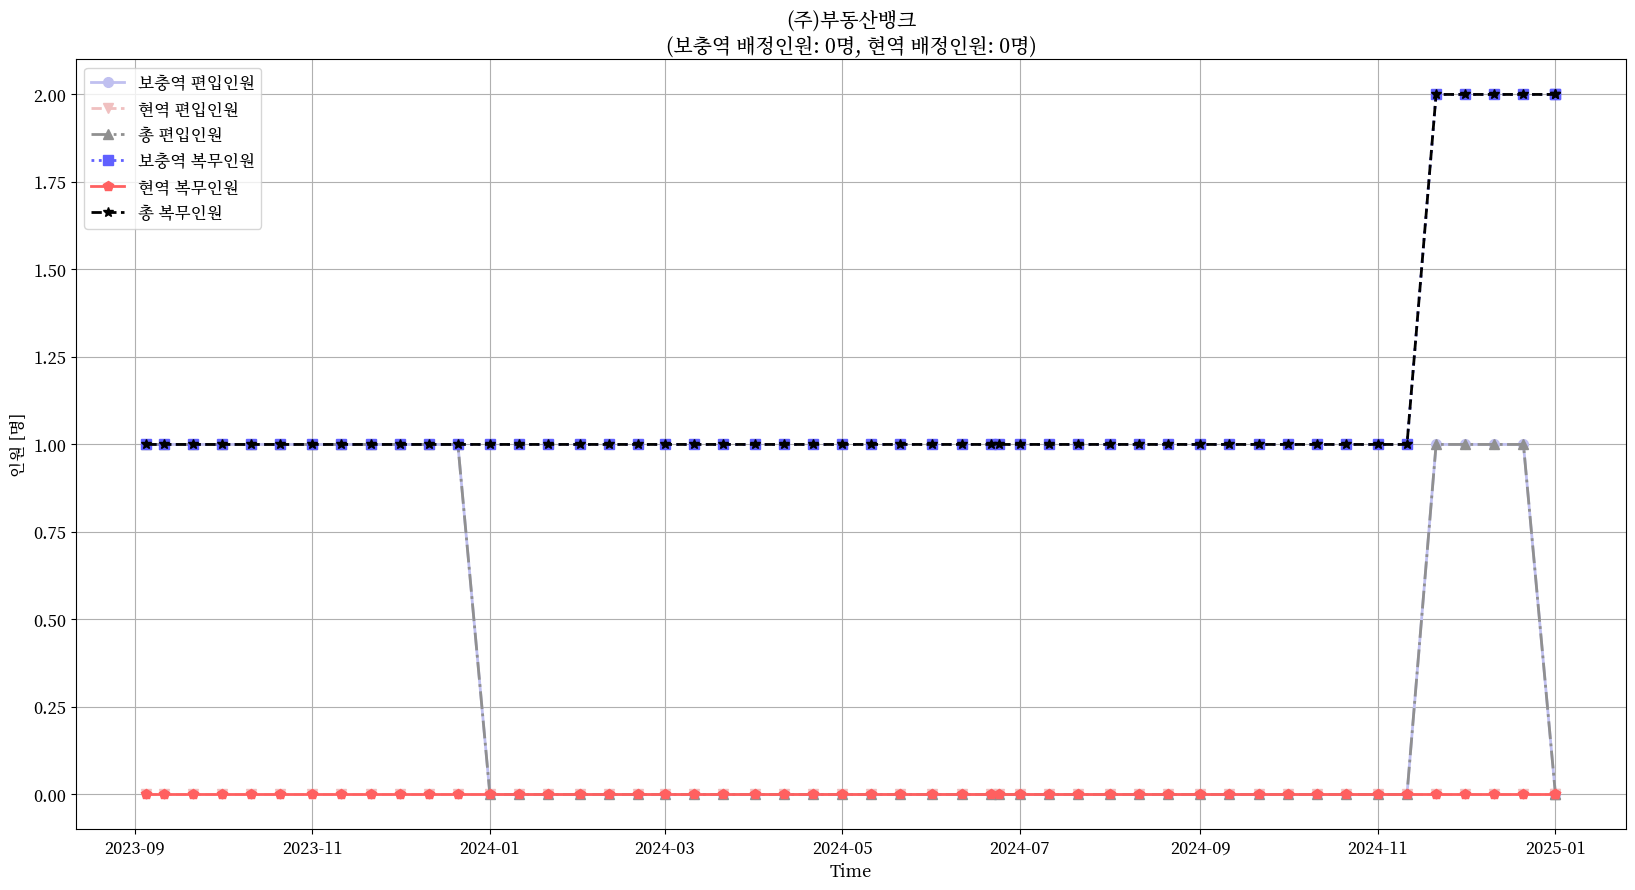 (주)부동산뱅크
(보충역 배정인원: 0명, 현역 배정인원: 0명)
보충역 편입인원
현역 편입인원
총 편입인원
보충역 복무인원
현역 복무인원
총 복무인원
인원 [명]
2.00
1.75
1.50
1.25
1.00
0.75
0.50
0.25
0.00
2023-09
2023-11
2024-01
2024-03
2024-05
2024-07
2024-09
2024-11
2025-01
Time